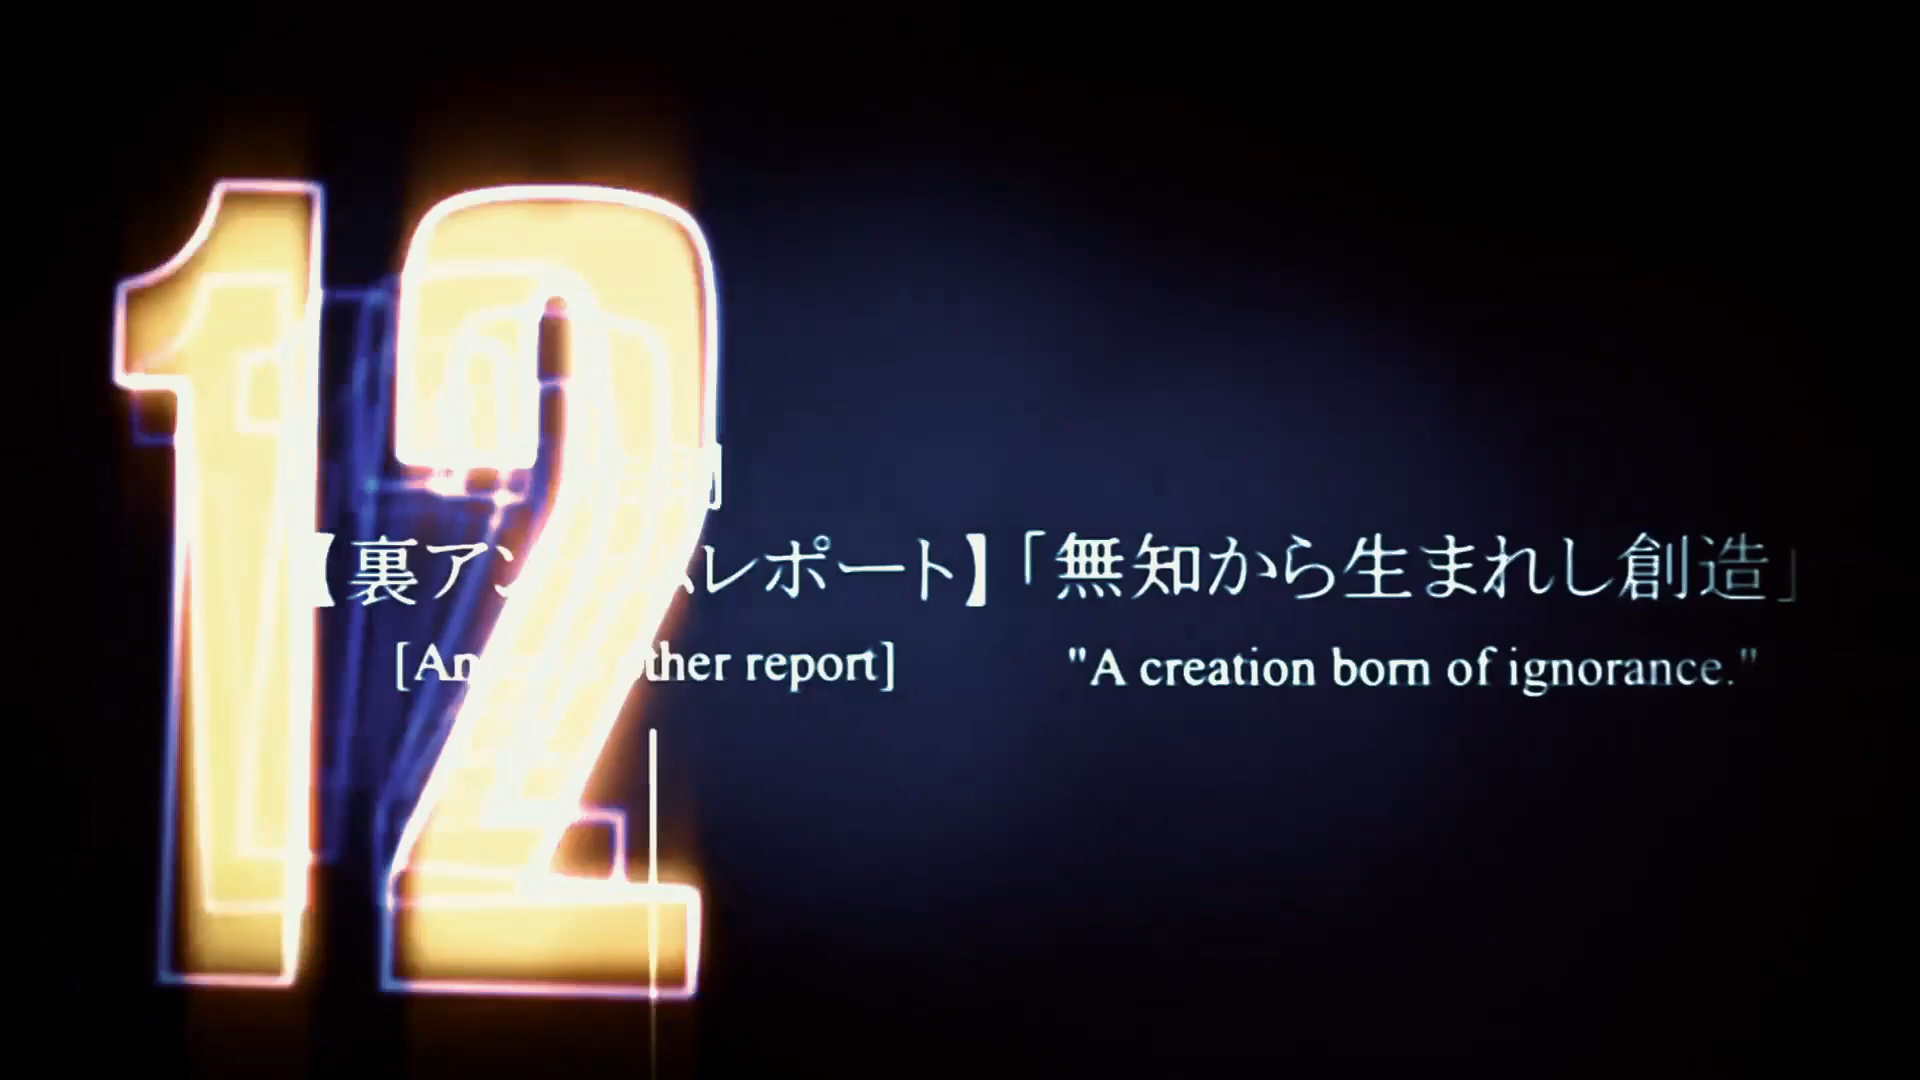 12
【裏アン レポート】「無知から生まれし創造」
[An ther report] "A creation born of ignorance."